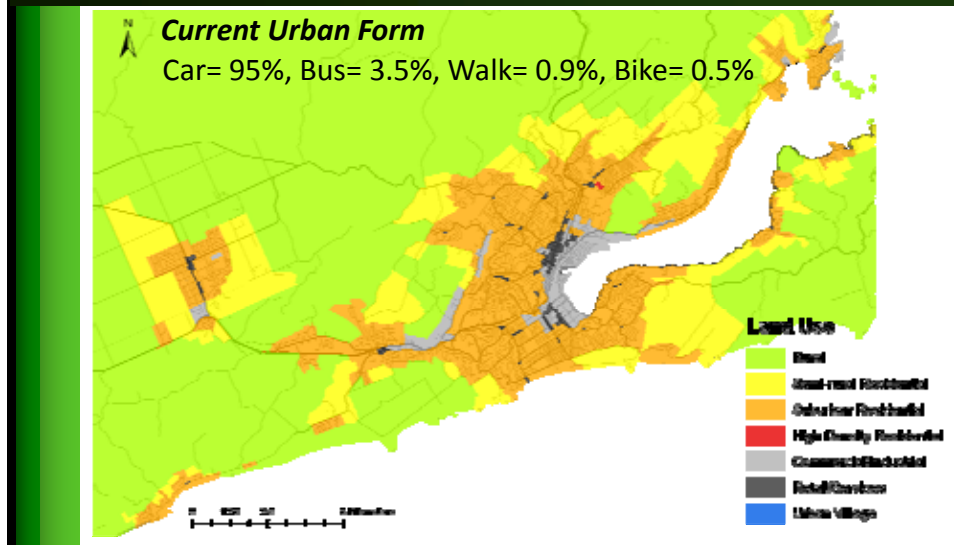 N
Current Urban Form
Car= 95%, Bus= 3.5%, Walk= 0.9%, Bike= 0.5%
Land Use
Rural
Semi-rural Residential
Suburban Residential
High Density Residential
Commercial/Industrial
Retail/Services
Urban Village
0